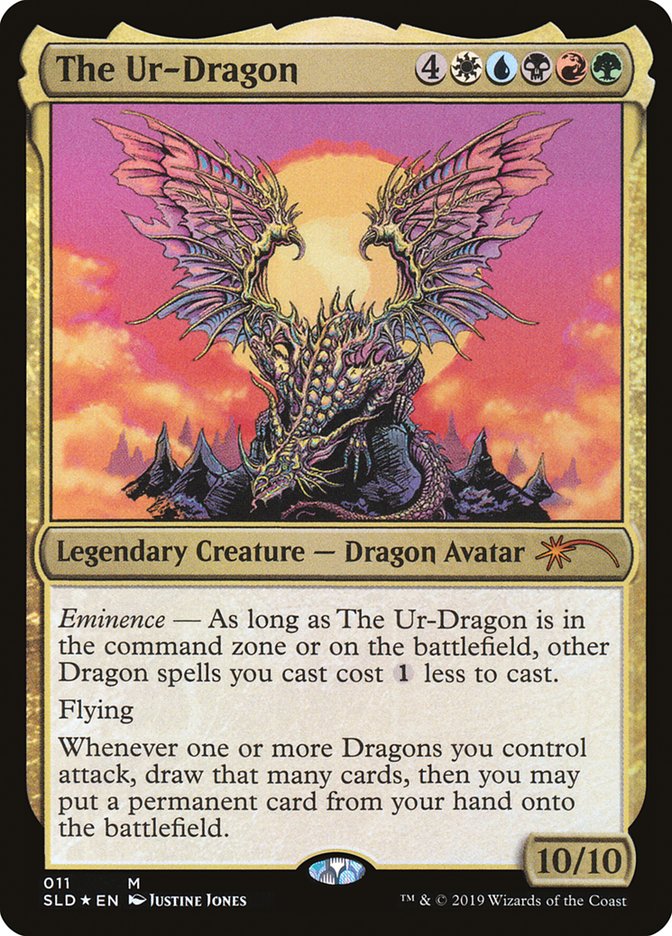 The Ur-Dragon 4
Legendary Creature — Dragon Avatar
Eminence — As long as The Ur-Dragon is in
the command zone or on the battlefield, other
Dragon spells you cast cost 1 less to cast.
Flying
Whenever one or more Dragons you control
attack, draw that many cards, then you may
put a permanent card from your hand onto
the battlefield.
10/10
011 M
SLD ★ EN Justine Jones
™ & © 2019 Wizards of the Coast